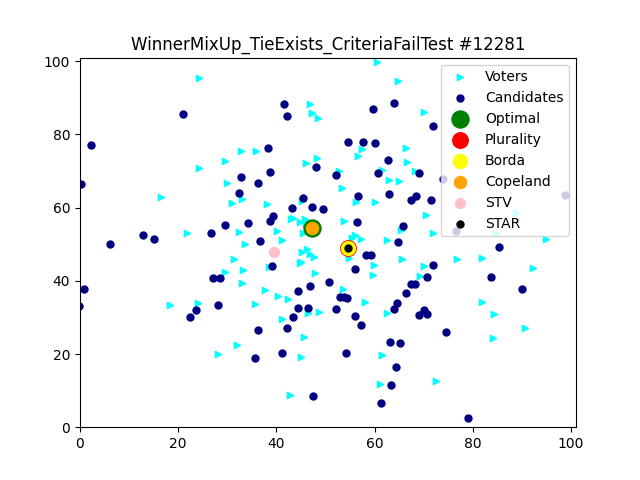 WinnerMixUp_TieExists_CriteriaFailTest #12281
100
80
60
40
20
0
0
20
40
60
80
100
Voters
Candidates
Optimal
Plurality
Borda
Copeland
STV
STAR